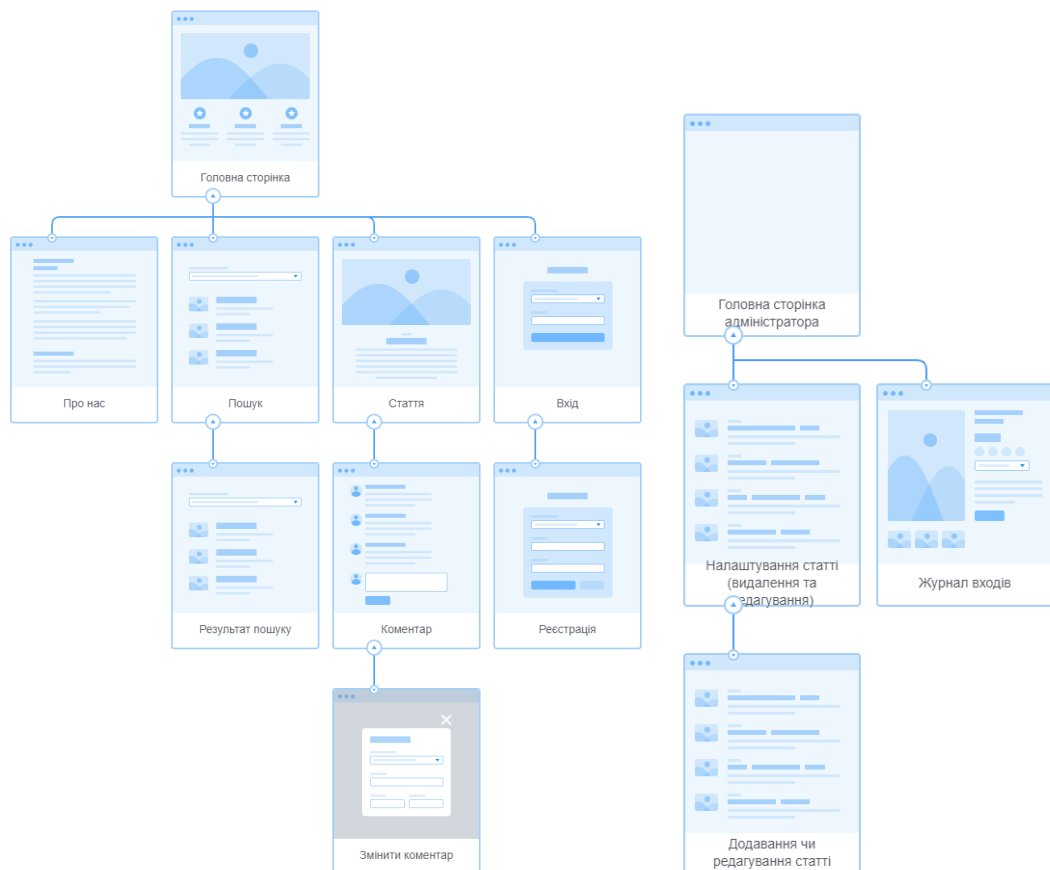 Головна сторінка
Про нас
Пошук
Стаття
Вхід
Результат пошуку
Коментар
Реєстрація
Змінити коментар
Головна сторінка
адміністратора
Налаштування статті
(видалення та
редагування)
Журнал входів
Додавання чи
редагування статті